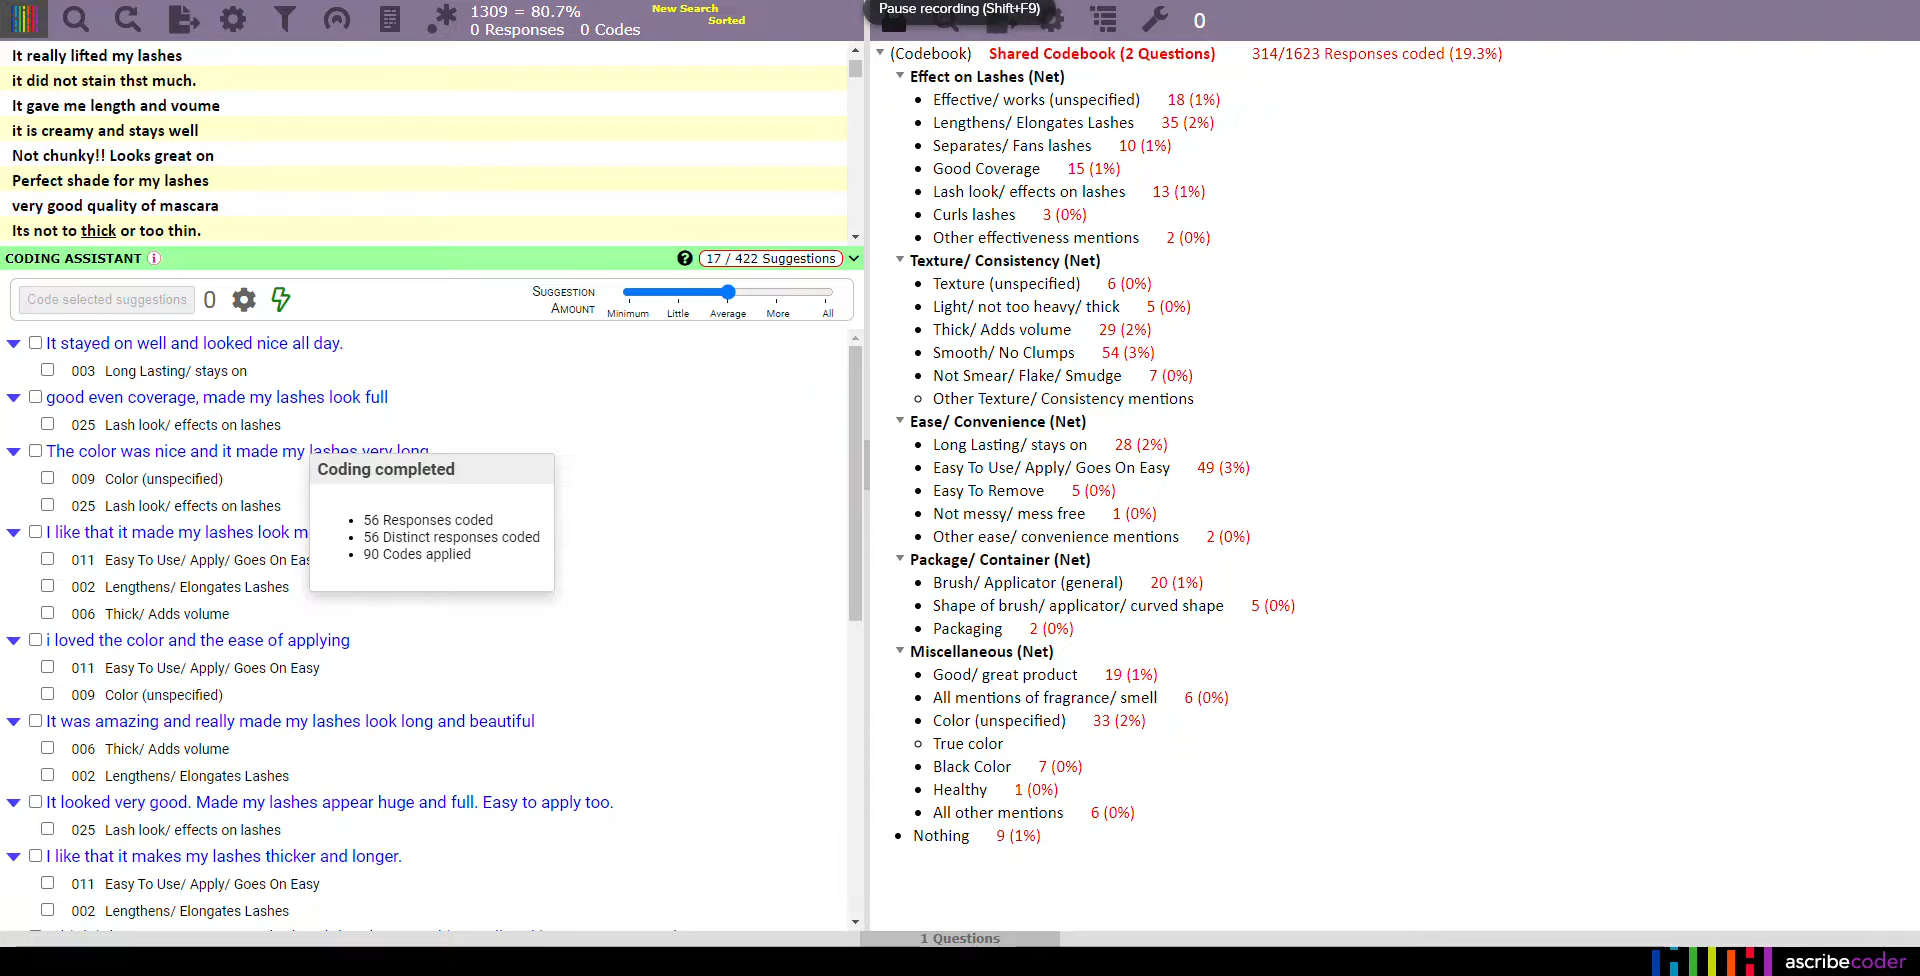 1309 = 80.7%
0 Responses 0 Codes
New Search
Sorted
Pause recording (Shift+F9)
0
It really lifted my lashes
it did not stain thst much.
It gave me length and voume
it is creamy and stays well
Not chunky!! Looks great on
Perfect shade for my lashes
very good quality of mascara
Its not to thick or too thin.
CODING ASSISTANT i
? 17 / 422 Suggestions
Code selected suggestions 0
SUGGESTION AMOUNT
Minimum Little Average More All
It stayed on well and looked nice all day.
003 Long Lasting/ stays on
good even coverage, made my lashes look full
025 Lash look/ effects on lashes
The color was nice and it made my lashes very long
009 Color (unspecified)
025 Lash look/ effects on lashes
I like that it made my lashes look m
011 Easy To Use/ Apply/ Goes On Eas
002 Lengthens/ Elongates Lashes
006 Thick/ Adds volume
i loved the color and the ease of applying
011 Easy To Use/ Apply/ Goes On Easy
009 Color (unspecified)
It was amazing and really made my lashes look long and beautiful
006 Thick/ Adds volume
002 Lengthens/ Elongates Lashes
It looked very good. Made my lashes appear huge and full. Easy to apply too.
025 Lash look/ effects on lashes
I like that it makes my lashes thicker and longer.
011 Easy To Use/ Apply/ Goes On Easy
002 Lengthens/ Elongates Lashes
Coding completed
56 Responses coded
56 Distinct responses coded
90 Codes applied
(Codebook) Shared Codebook (2 Questions) 314/1623 Responses coded (19.3%)
Effect on Lashes (Net)
Effective/ works (unspecified) 18 (1%)
Lengthens/ Elongates Lashes 35 (2%)
Separates/ Fans lashes 10 (1%)
Good Coverage 15 (1%)
Lash look/ effects on lashes 13 (1%)
Curls lashes 3 (0%)
Other effectiveness mentions 2 (0%)
Texture/ Consistency (Net)
Texture (unspecified) 6 (0%)
Light/ not too heavy/ thick 5 (0%)
Thick/ Adds volume 29 (2%)
Smooth/ No Clumps 54 (3%)
Not Smear/ Flake/ Smudge 7 (0%)
Other Texture/ Consistency mentions
Ease/ Convenience (Net)
Long Lasting/ stays on 28 (2%)
Easy To Use/ Apply/ Goes On Easy 49 (3%)
Easy To Remove 5 (0%)
Not messy/ mess free 1 (0%)
Other ease/ convenience mentions 2 (0%)
Package/ Container (Net)
Brush/ Applicator (general) 20 (1%)
Shape of brush/ applicator/ curved shape 5 (0%)
Packaging 2 (0%)
Miscellaneous (Net)
Good/ great product 19 (1%)
All mentions of fragrance/ smell 6 (0%)
Color (unspecified) 33 (2%)
True color
Black Color 7 (0%)
Healthy 1 (0%)
All other mentions 6 (0%)
Nothing 9 (1%)
1 Questions
ascribecoder